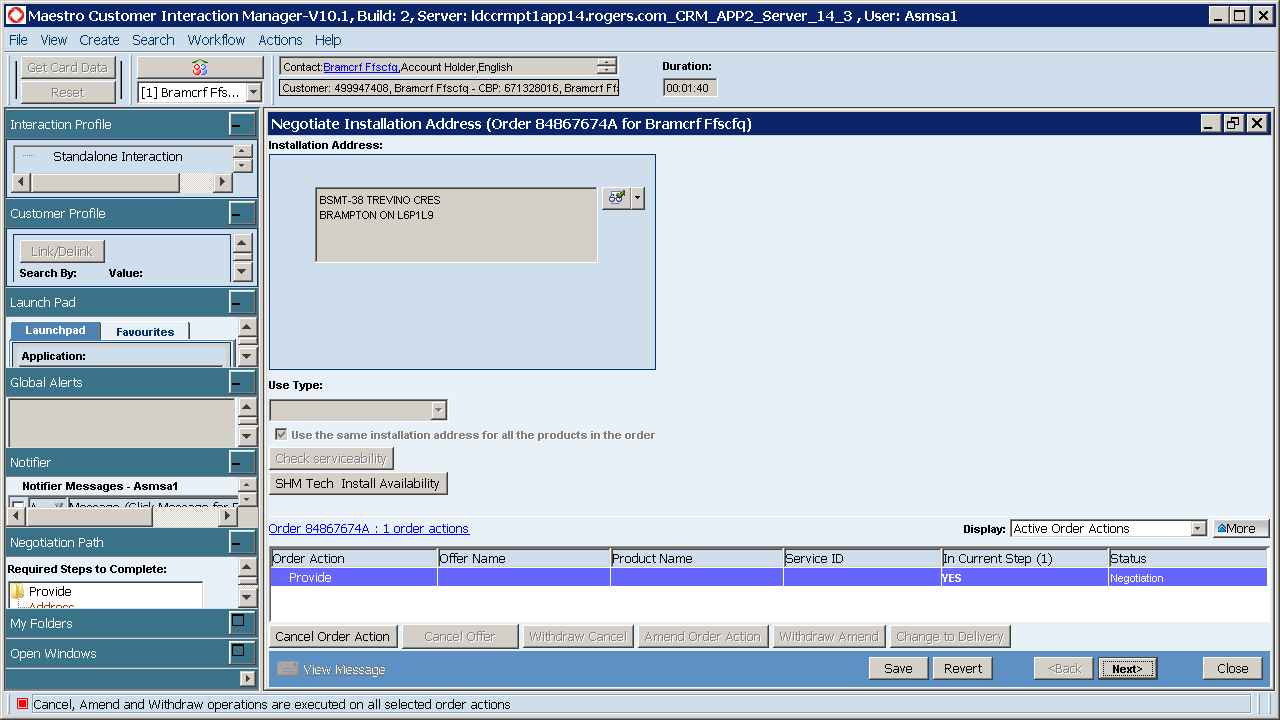 Maestro Customer Interaction Manager-V10.1, Build: 2, Server: ldccrmpt1app14.rogers.com_CRM_APP2_Server_14_3 , User: Asmsa1
File View Create Search Workflow Actions Help
Get Card Data
Reset
[1] Bramcrf Ffs...
Contact:Bramcrf Ffscfq,Account Holder,English
Customer: 499947408, Bramcrf Ffscfq - CBP: 671328016, Bramcrf Ff
Duration:
00:01:40
Interaction Profile
Standalone Interaction
Customer Profile
Link/Delink
Search By: Value:
Launch Pad
Launchpad Favourites
Application:
Global Alerts
Notifier
Notifier Messages - Asmsa1
Message (Click Message for
Negotiation Path
Required Steps to Complete:
Provide
Address
My Folders
Open Windows
Negotiate Installation Address (Order 84867674A for Bramcrf Ffscfq)
Installation Address:
BSMT-38 TREVINO CRES
BRAMPTON ON L6P1L9
Use Type:
Use the same installation address for all the products in the order
Check serviceability
SHM Tech Install Availability
Order 84867674A : 1 order actions
Display: Active Order Actions More
Order Action Offer Name Product Name Service ID In Current Step (1) Status
Provide YES Negotiation
Cancel Order Action Cancel Offer Withdraw Cancel Amend Order Action Withdraw Amend Change to Delivery
View Message Save Revert <Back Next> Close
Cancel, Amend and Withdraw operations are executed on all selected order actions